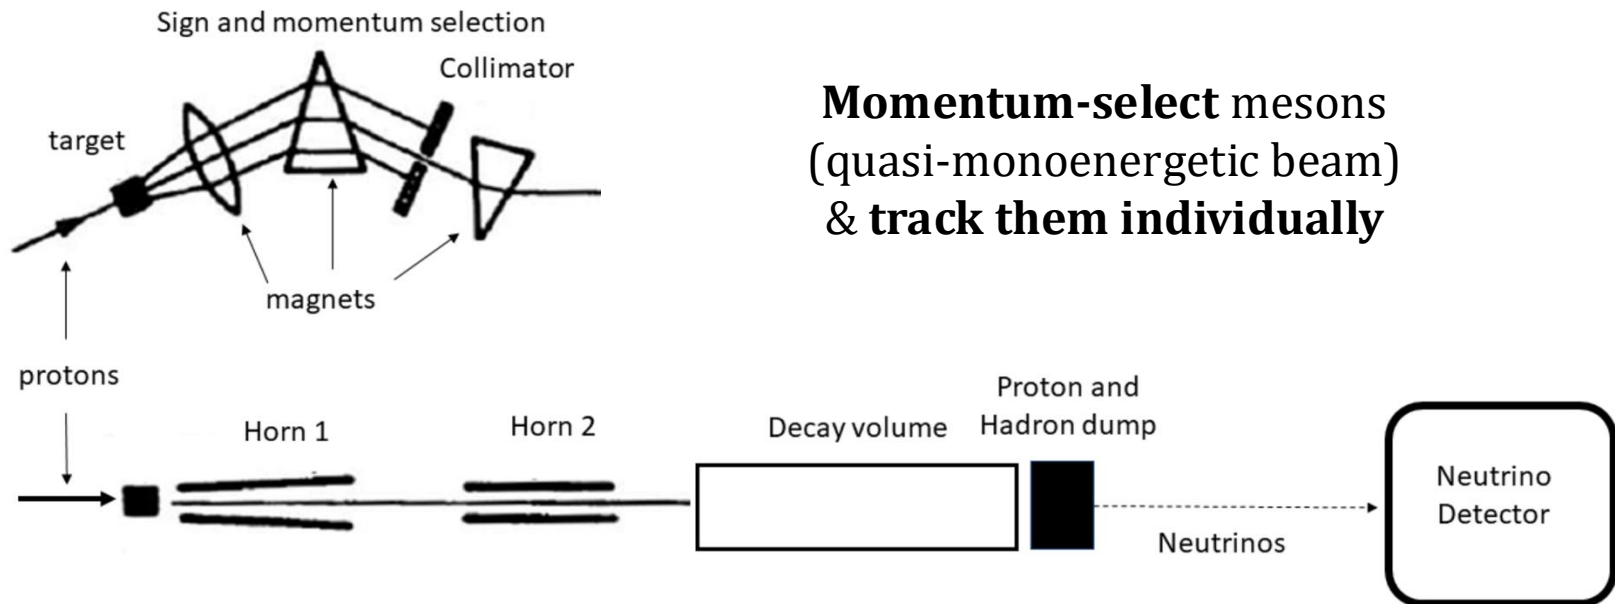 Sign and momentum selection
Collimator
target
magnets
Momentum-select mesons
(quasi-monoenergetic beam)
& track them individually
protons
Horn 1
Horn 2
Decay volume
Proton and
Hadron dump
Neutrinos
Neutrino
Detector